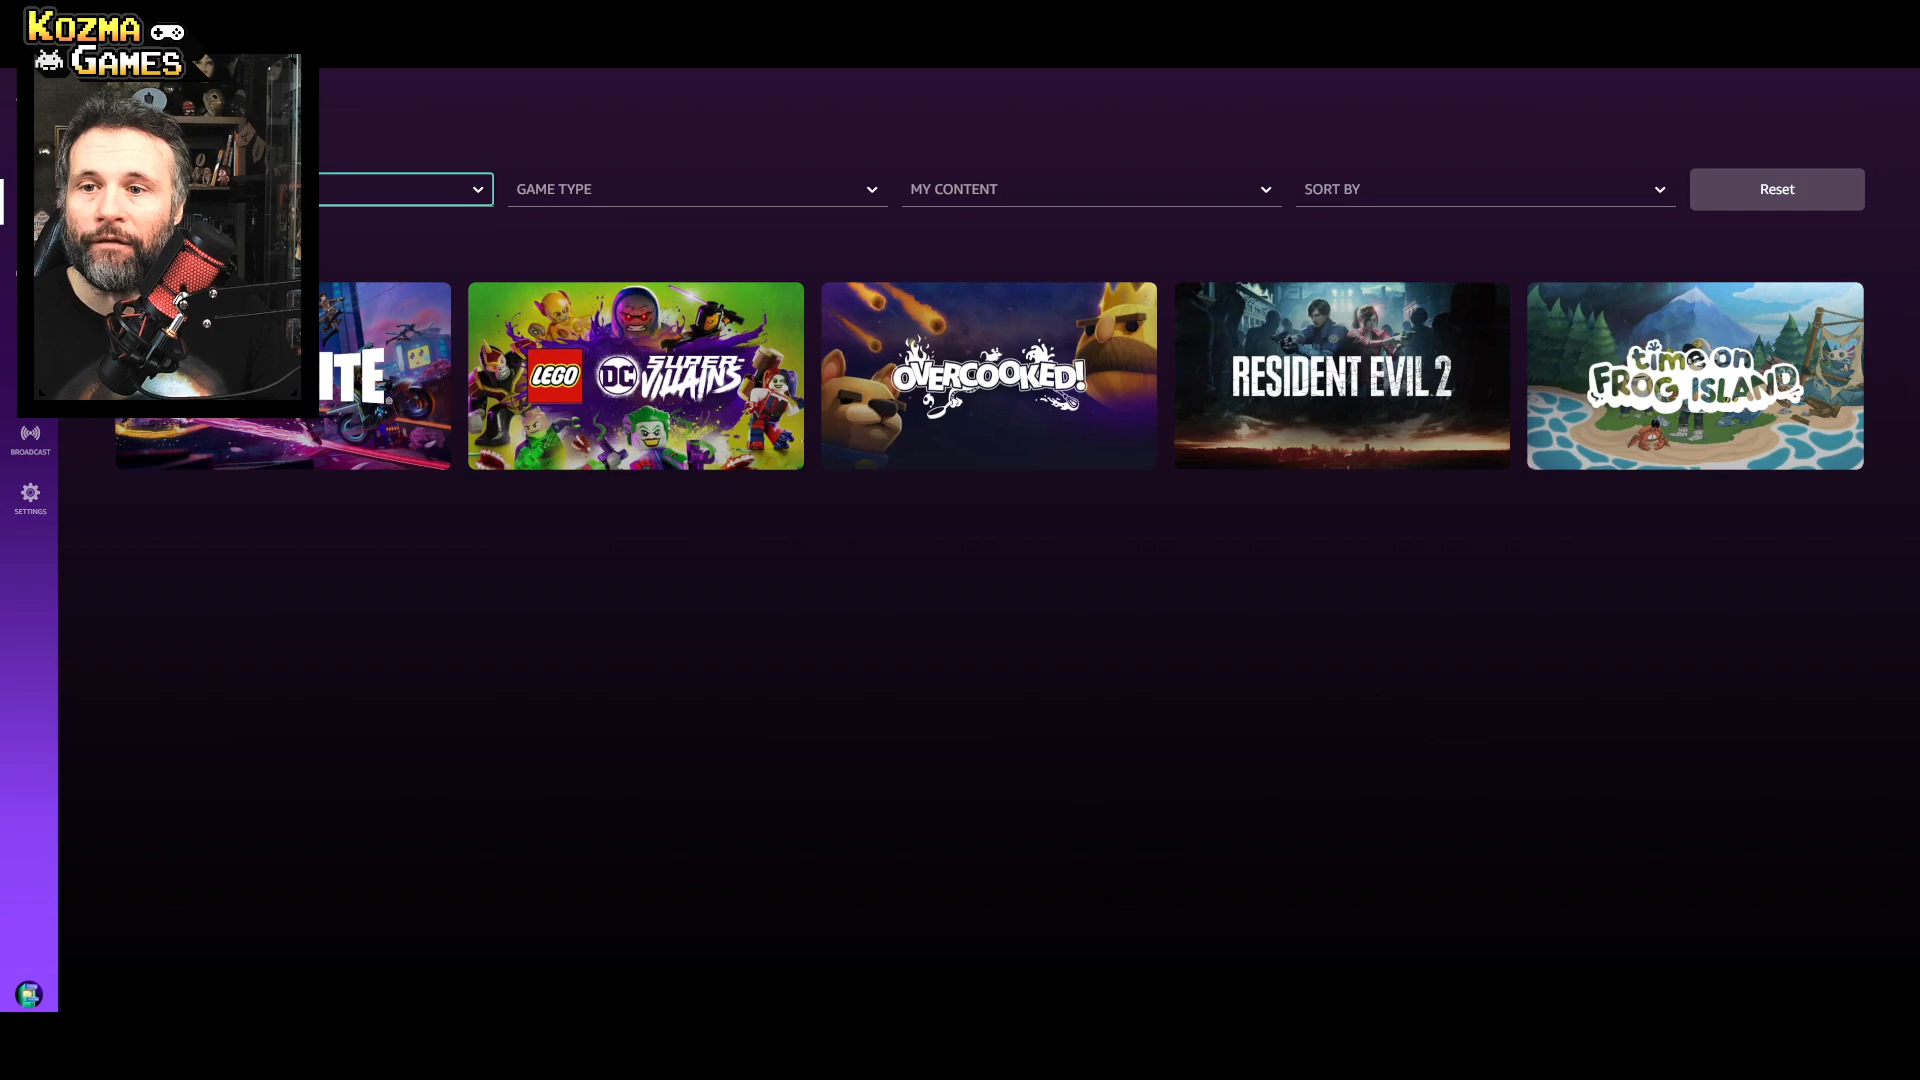 KOZMA
GAMES
GAME TYPE
MY CONTENT
SORT BY
Reset
ITE
LEGO DC SUPER-
VILLAINS
OVERCOOKED!
RESIDENT EVIL 2
time on
FROG ISLAND
BROADCAST
SETTINGS